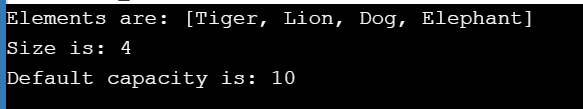 Elements are: [Tiger, Lion, Dog, Elephant]
Size is: 4
Default capacity is: 10